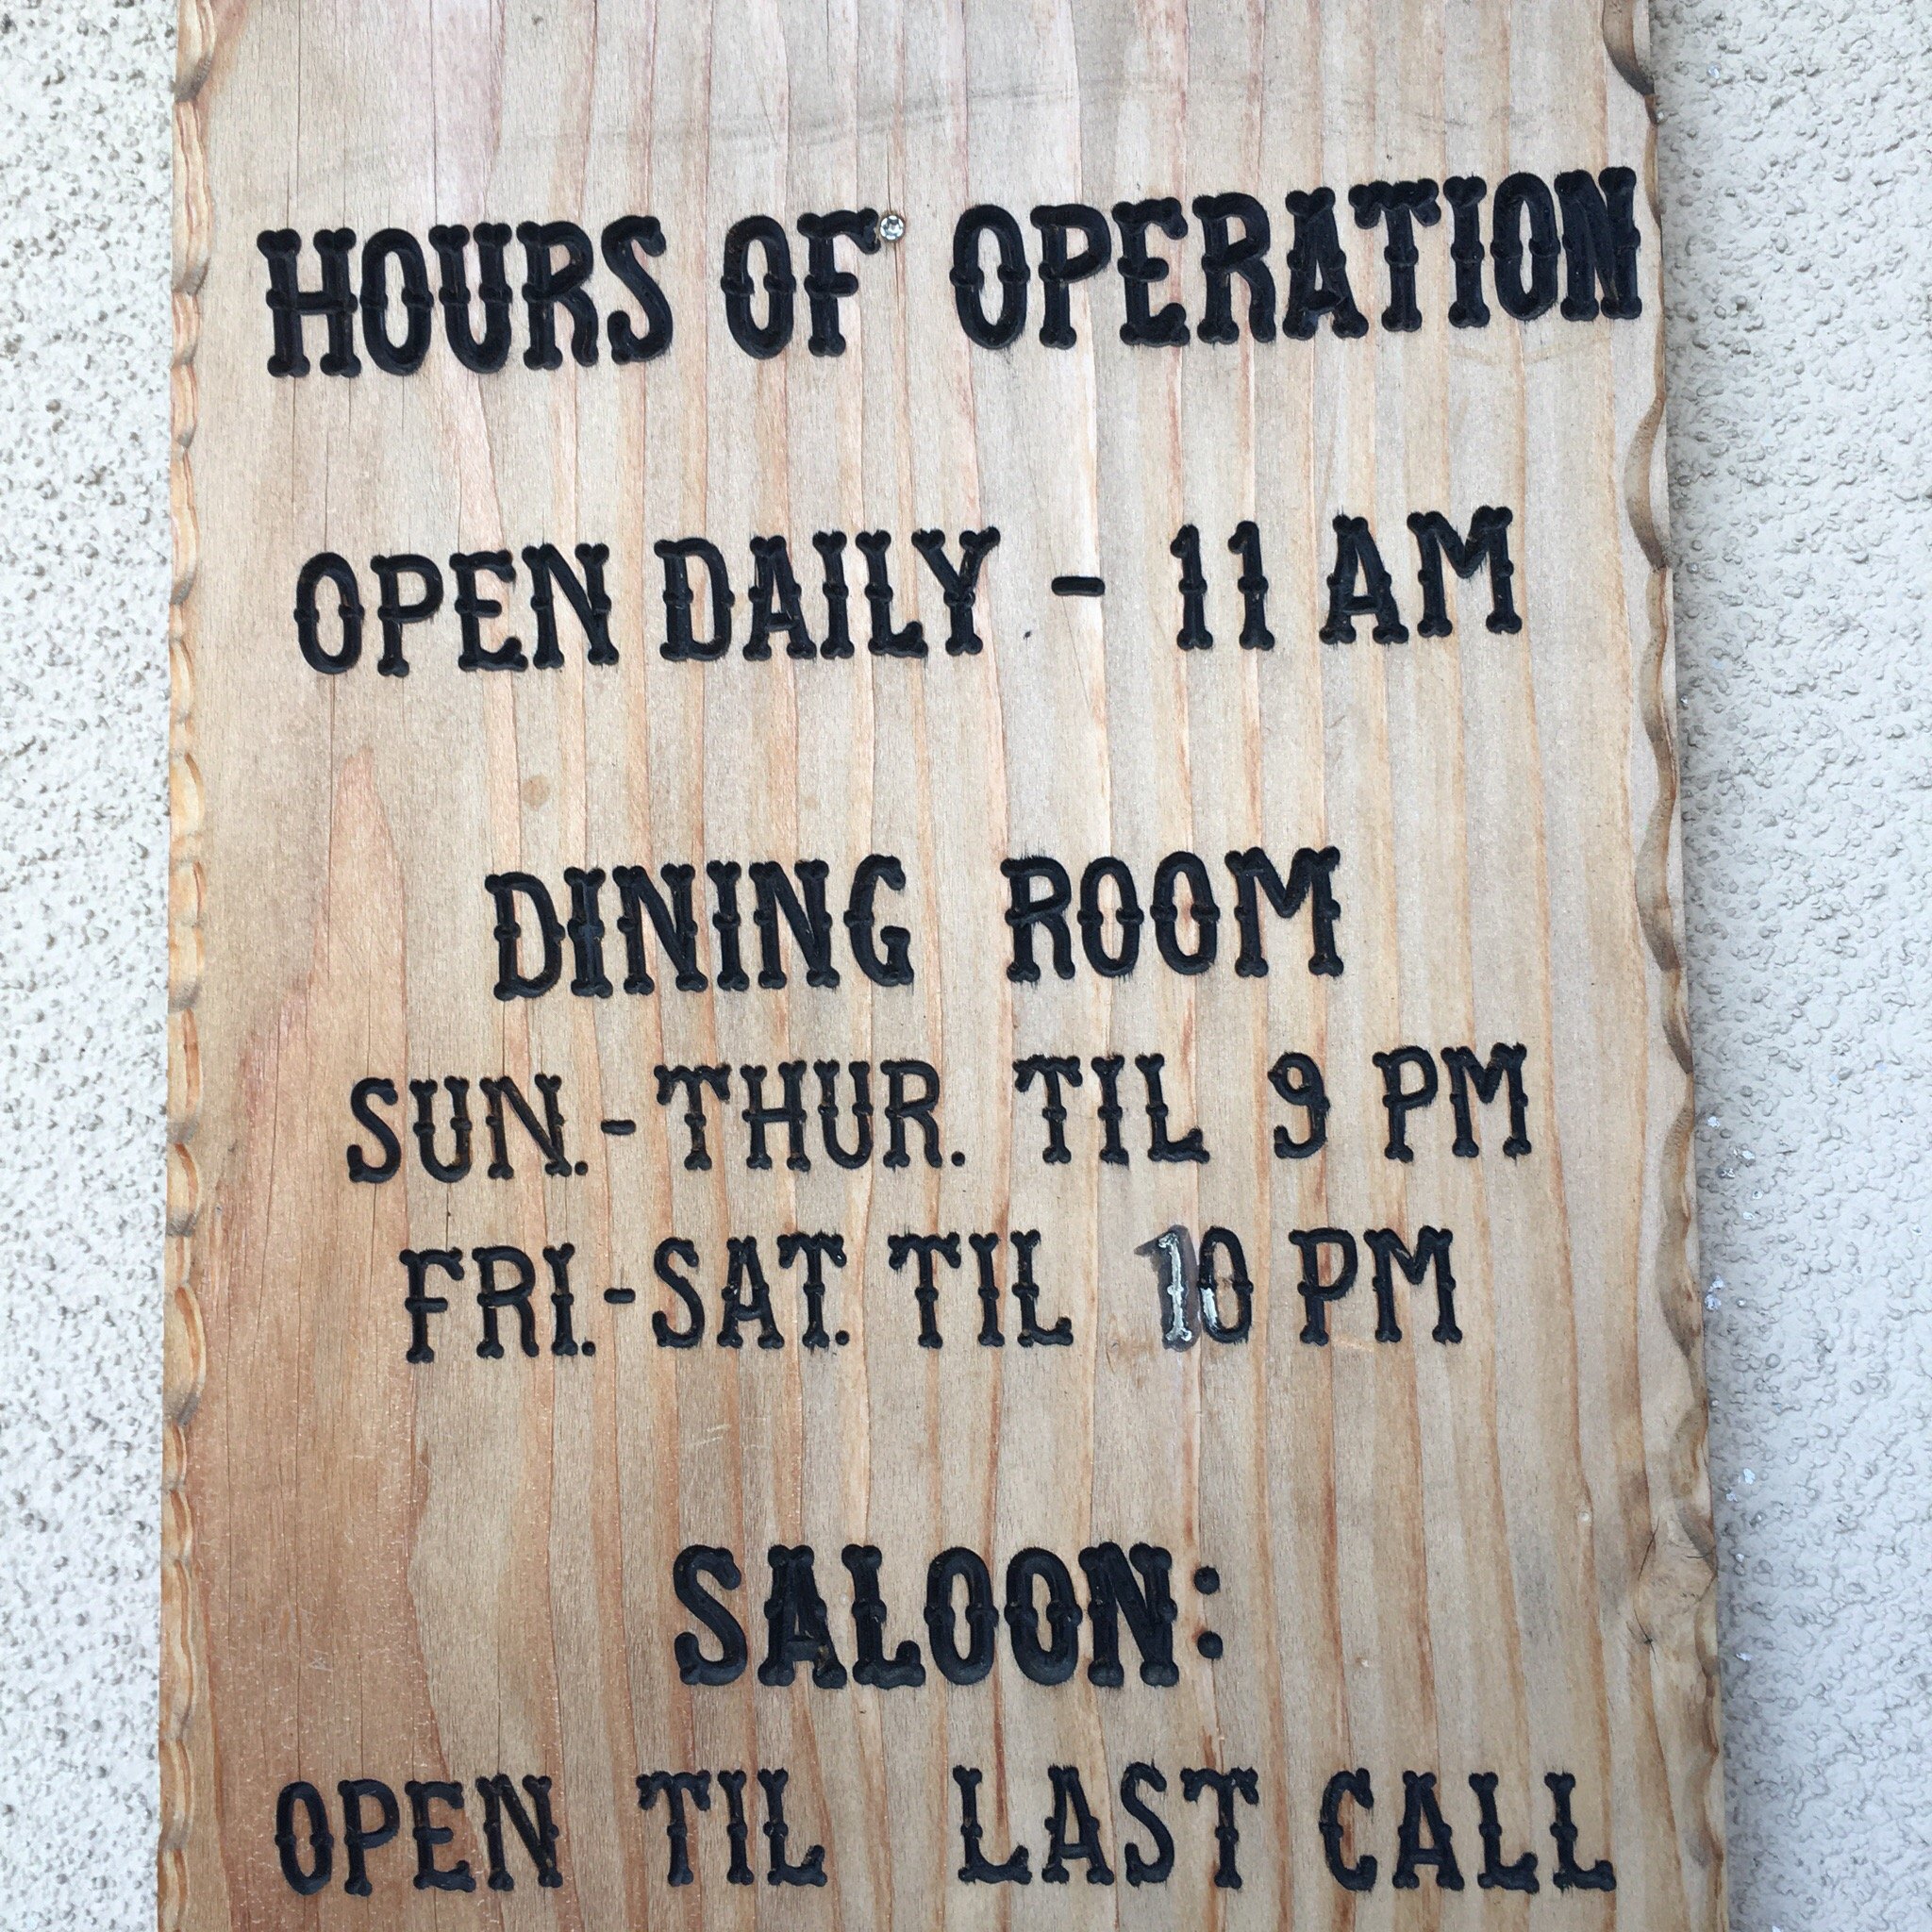 HOURS OF OPERATION
OPEN DAILY - 11 AM
DINING ROOM
SUN.-THUR. TIL 9 PM
FRI.-SAT. TIL 10 PM
SALOON:
OPEN TIL LAST CALL